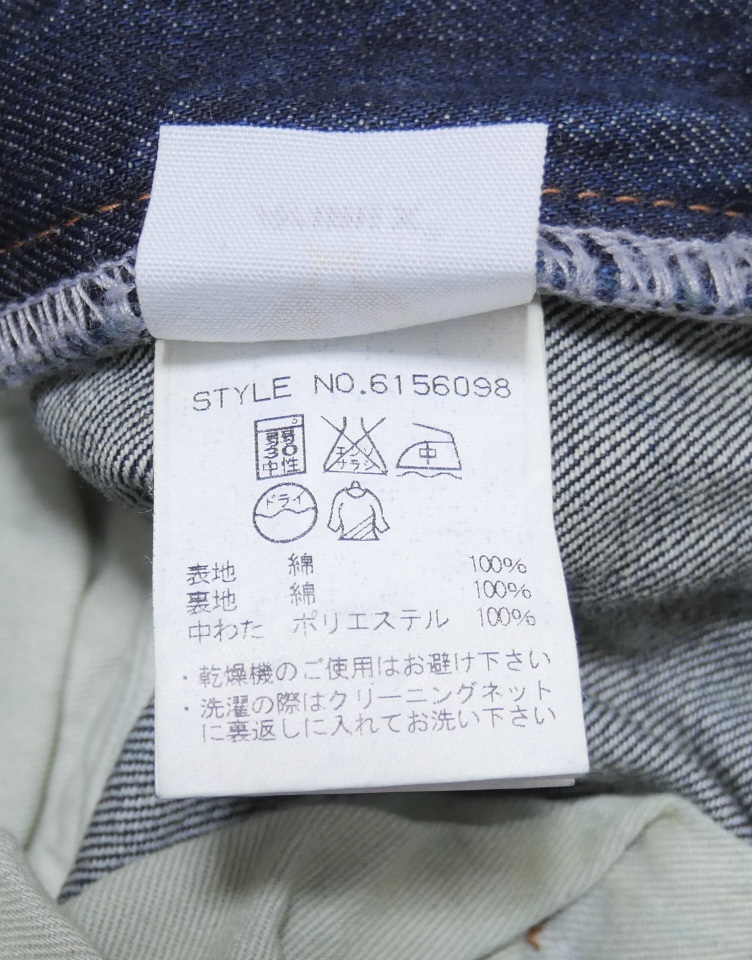 STYLE NO.6156098
弱
30
中性
エンソ
サラシ
中
ドライ
表地 綿 100%
裏地 綿 100%
中わた ポリエステル 100%
・乾燥機のご使用はお避け下さい
・洗濯の際はクリーニングネット
に裏返しに入れてお洗い下さい